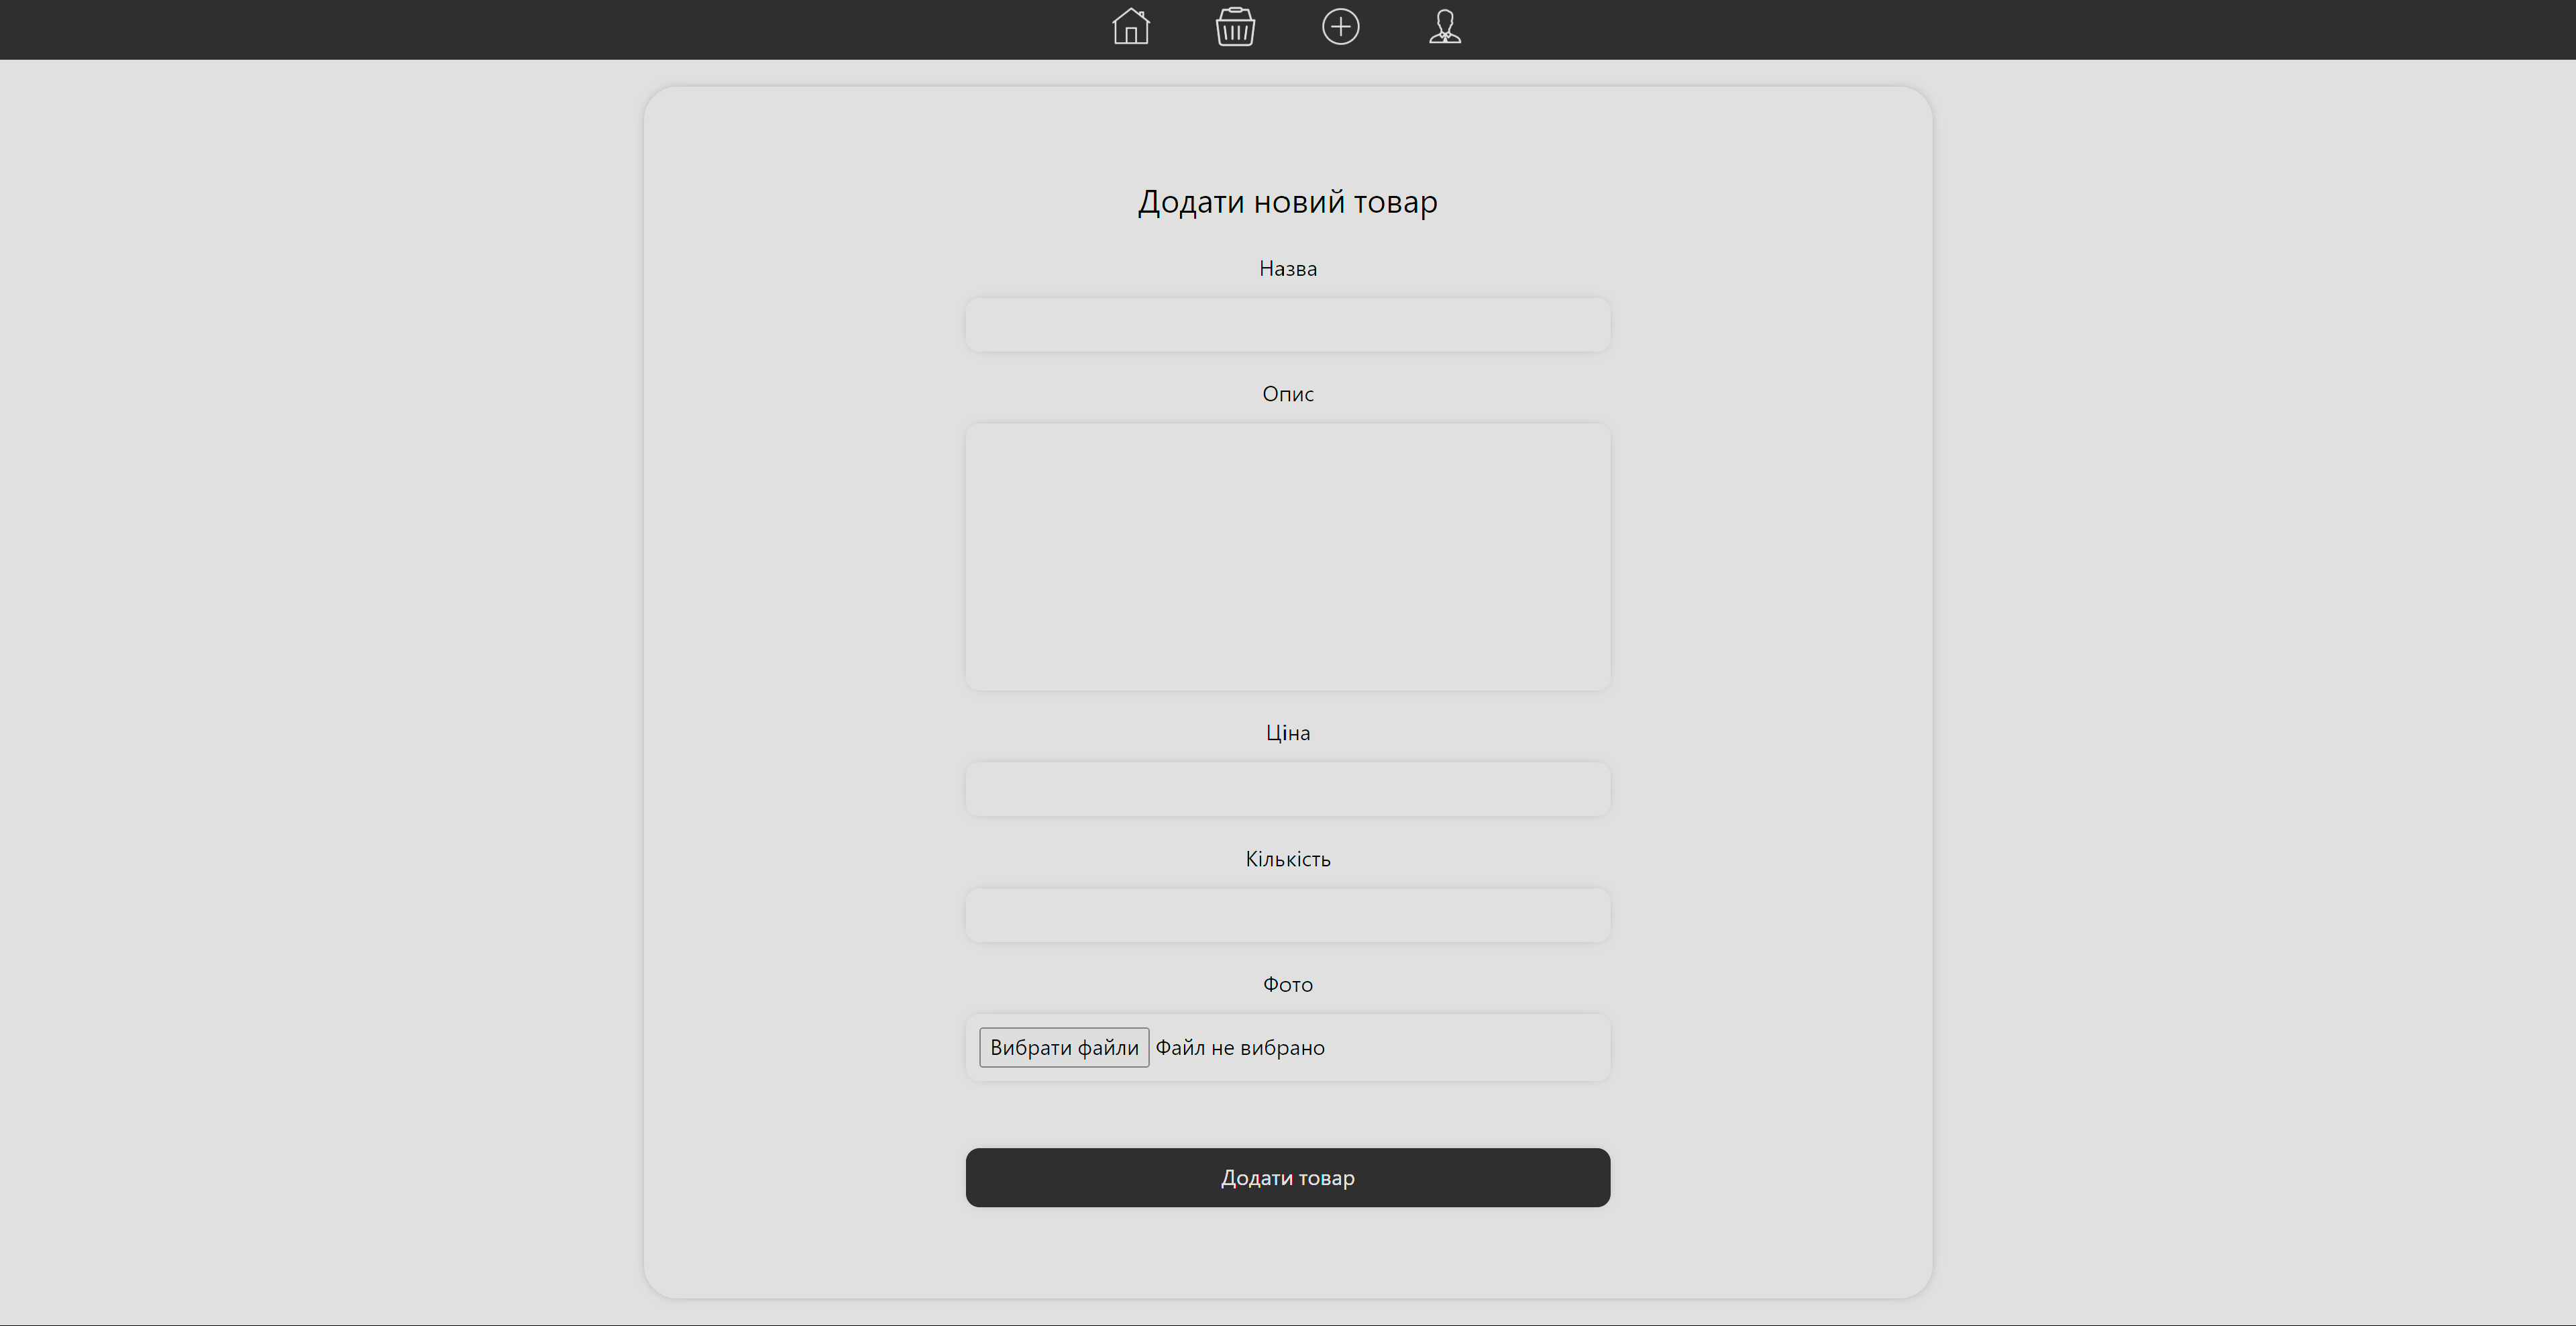 Додати новий товар
Назва
Опис
Ціна
Кількість
Фото
Вибрати файли Файл не вибрано
Додати товар